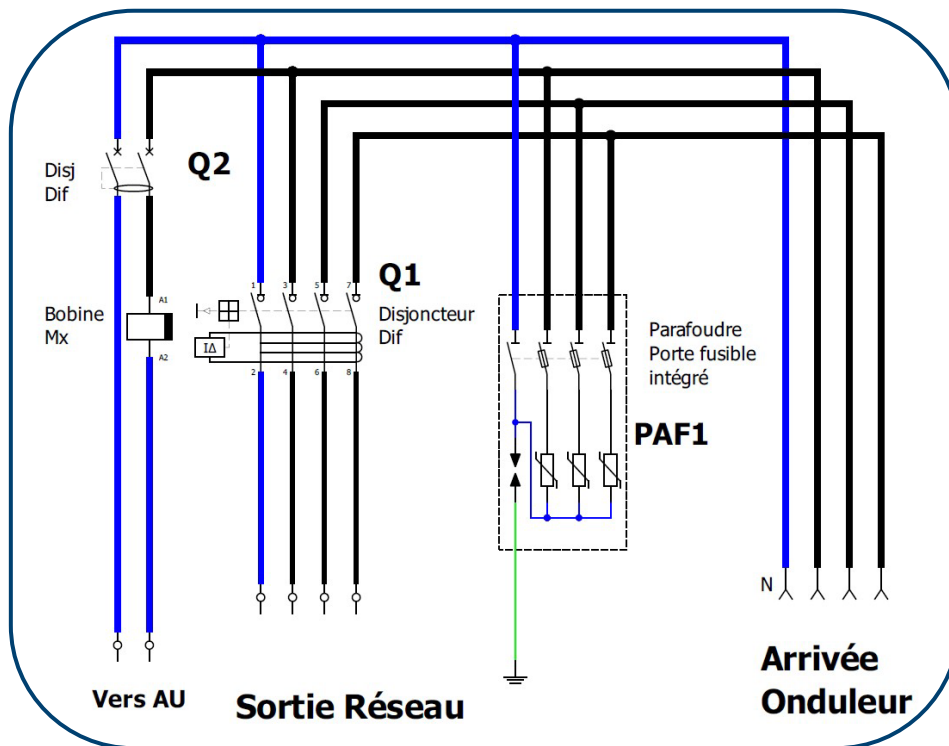 Disj
Dif
Q2
Bobine
Mx
A1
A2
Q1
1
3
5
7
Disjoncteur
Dif
IΔ
2
4
6
8
Parafoudre
Porte fusible
intégré
PAF1
N
Vers AU
Sortie Réseau
Arrivée
Onduleur